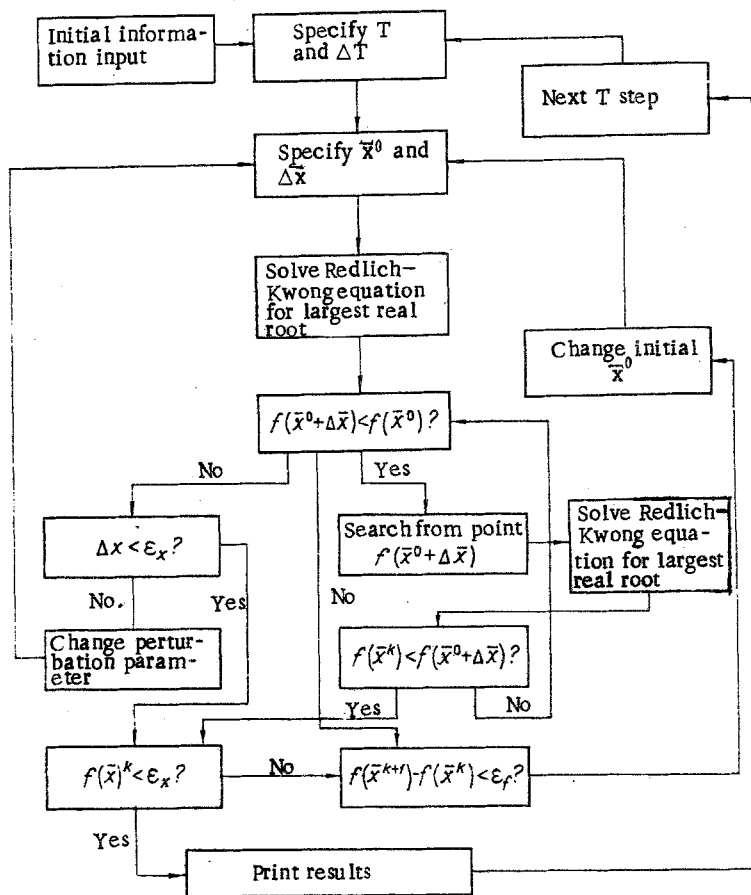 Initial informa-
tion input
Specify T
and ΔT
Next T step
Specify x̄⁰ and
Δx̄
Solve Redlich-
Kwong equation
for largest real
root
Change initial
x̄⁰
f(x̄⁰+Δx̄)<f(x̄⁰)?
No
Yes
Δx<εₓ?
Search from point
f(x̄⁰+Δx̄)
Solve Redlich-
Kwong equa-
tion for largest
real root
No.
Yes
No
Change pertur-
bation param-
eter
f(x̄ᵏ)<f(x̄⁰+Δx̄)?
Yes
No
f(x̄)ᵏ<εₓ?
No
f(x̄ᵏ⁺ˡ)-f(x̄ᵏ)<ε_f?
Yes
Print results